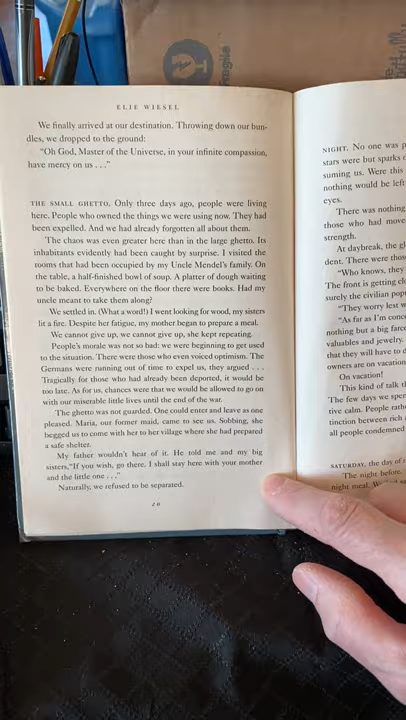 ELIE WIESEL
We finally arrived at our destination. Throwing down our bun-
dles, we dropped to the ground:
"Oh God, Master of the Universe, in your infinite compassion,
have mercy on us . . ."
THE SMALL GHETTO. Only three days ago, people were living
here. People who owned the things we were using now. They had
been expelled. And we had already forgotten all about them.
The chaos was even greater here than in the large ghetto. Its
inhabitants evidently had been caught by surprise. I visited the
rooms that had been occupied by my Uncle Mendel's family. On
the table, a half-finished bowl of soup. A platter of dough waiting
to be baked. Everywhere on the floor there were books. Had my
uncle meant to take them along?
We settled in. (What a word!) I went looking for wood, my sisters
lit a fire. Despite her fatigue, my mother began to prepare a meal.
We cannot give up, we cannot give up, she kept repeating.
People's morale was not so bad: we were beginning to get used
to the situation. There were those who even voiced optimism. The
Germans were running out of time to expel us, they argued . . .
Tragically for those who had already been deported, it would be
too late. As for us, chances were that we would be allowed to go on
with our miserable little lives until the end of the war.
The ghetto was not guarded. One could enter and leave as one
pleased. Maria, our former maid, came to see us. Sobbing, she
begged us to come with her to her village where she had prepared
a safe shelter.
My father wouldn't hear of it. He told me and my big
sisters, "If you wish, go there. I shall stay here with your mother
and the little one . . ."
Naturally, we refused to be separated.
20
NIGHT. No one was
stars were but sparks
suming us. Were this
nothing would be left
eyes.
There was nothing
those who had move
strength.
At daybreak, the
dent. There were thos
"Who knows, they
The front is getting
surely the civilian
"They worry lest
"As far as I'm
nothing but a big farce
valuables and jewelry.
that they will have to
owners are on vacation
On vacation!
This kind of talk
The few days we
tive calm. People
tinction between rich
all people condemned
SATURDAY, the day of
The night before,
night meal.
Fragile